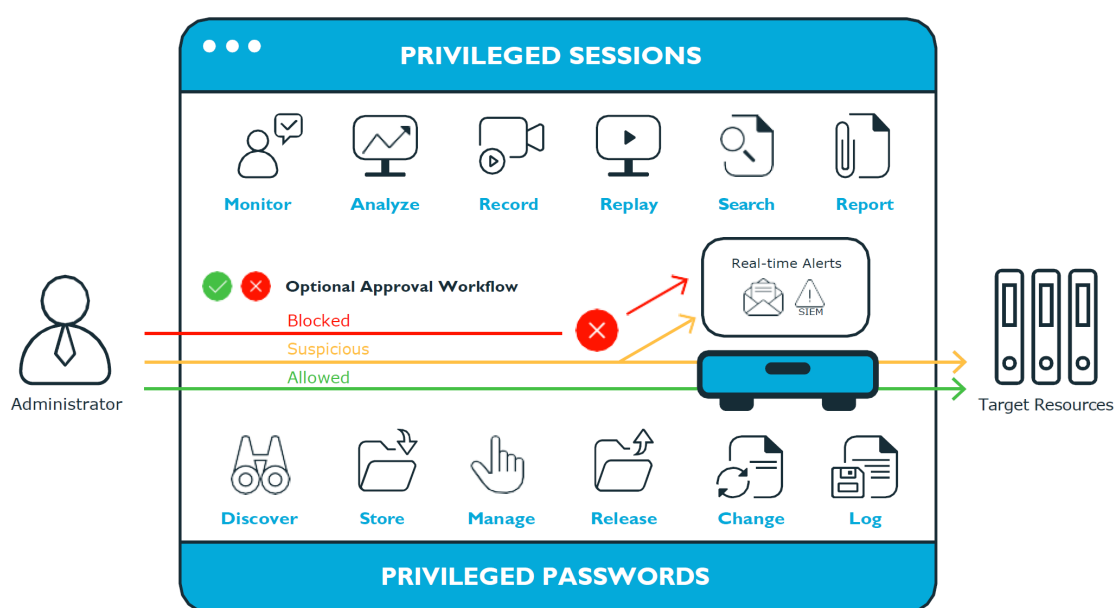 PRIVILEGED SESSIONS
Monitor Analyze Record Replay Search Report
Real-time Alerts
SIEM
Optional Approval Workflow
Blocked
Suspicious
Allowed
Administrator
Target Resources
Discover Store Manage Release Change Log
PRIVILEGED PASSWORDS